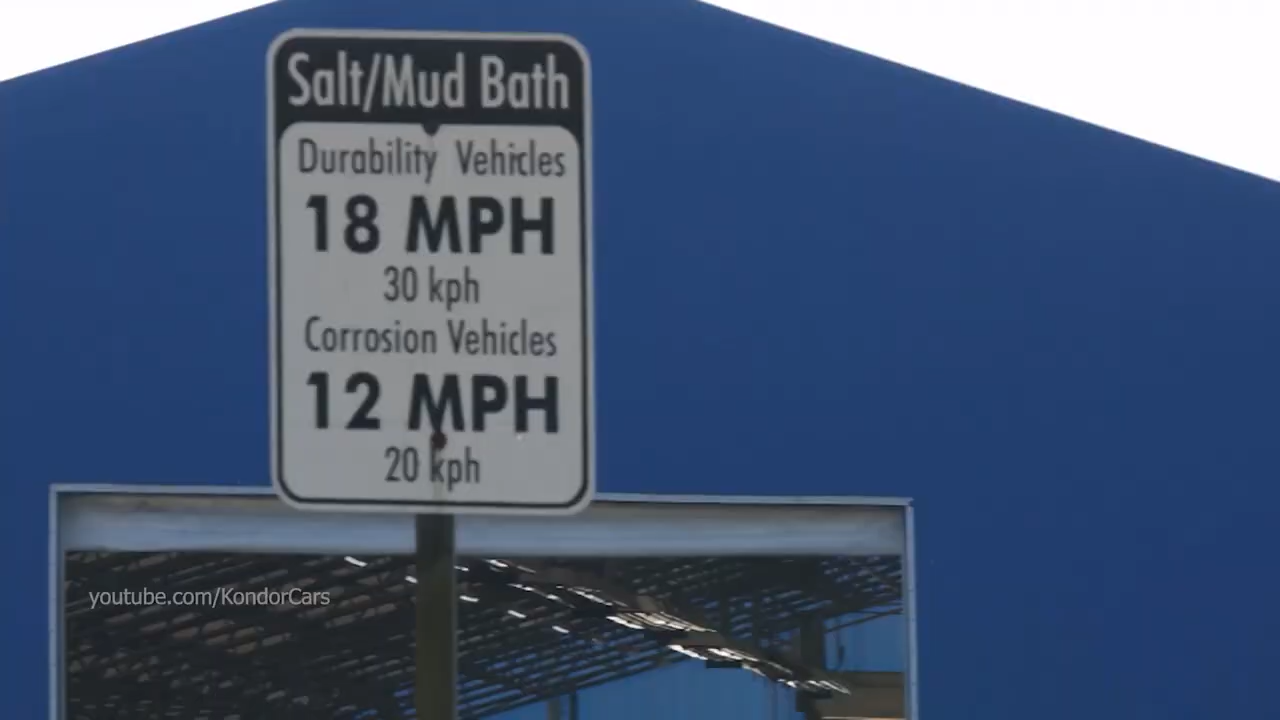 Salt/Mud Bath
Durability Vehicles
18 MPH
30 kph
Corrosion Vehicles
12 MPH
20 kph
youtube.com/KondorCars